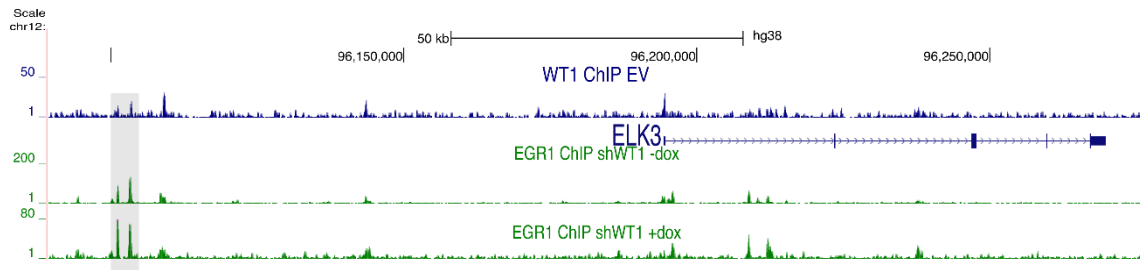 Scale
chr12:
50 kb hg38
96,150,000 96,200,000 96,250,000
WT1 ChIP EV
50
1
ELK3
EGR1 ChIP shWT1 -dox
200
1
EGR1 ChIP shWT1 +dox
80
1